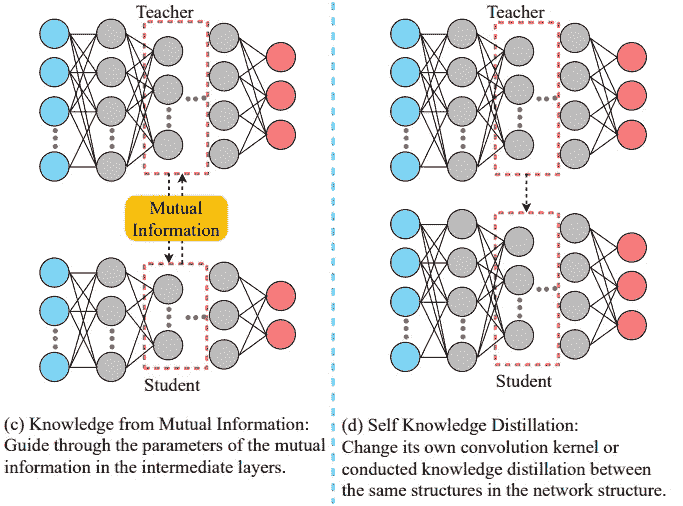 Teacher
Mutual
Information
Student
(c) Knowledge from Mutual Information:
Guide through the parameters of the mutual
information in the intermediate layers.
Teacher
Student
(d) Self Knowledge Distillation:
Change its own convolution kernel or
conducted knowledge distillation between
the same structures in the network structure.